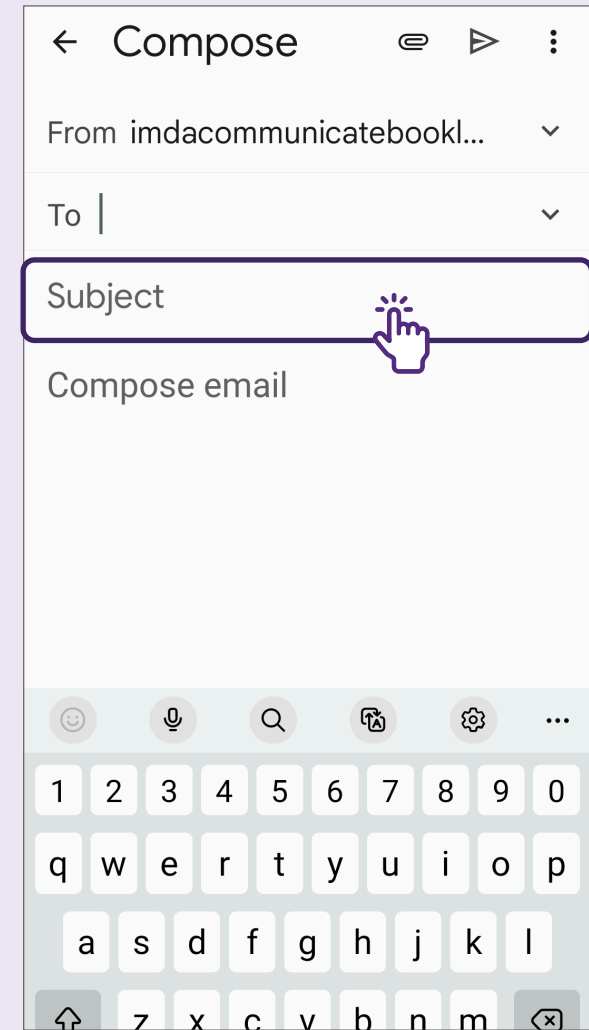 Compose
From imdacommunicatebookl...
To
Subject
Compose email
1 2 3 4 5 6 7 8 9 0
q w e r t y u i o p
a s d f g h j k l
z x c v b n m